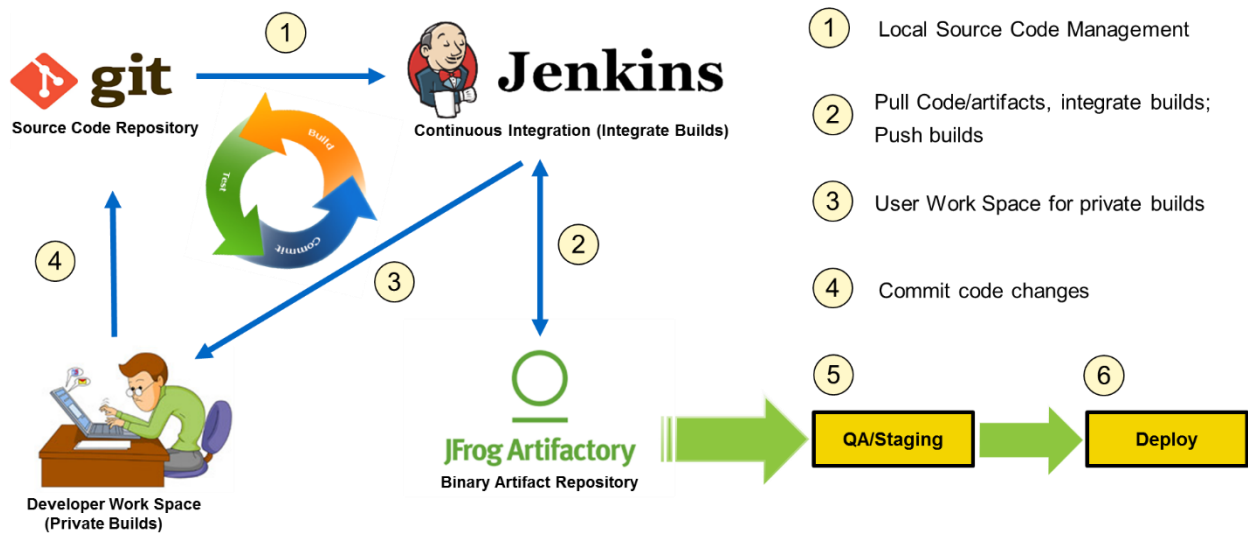 1
git
Jenkins
Source Code Repository
Continuous Integration (Integrate Builds)
Build
Test
Commit
4
3
2
JFrog Artifactory
Binary Artifact Repository
Developer Work Space
(Private Builds)
1
Local Source Code Management
2
Pull Code/artifacts, integrate builds;
Push builds
3
User Work Space for private builds
4
Commit code changes
5
6
QA/Staging
Deploy